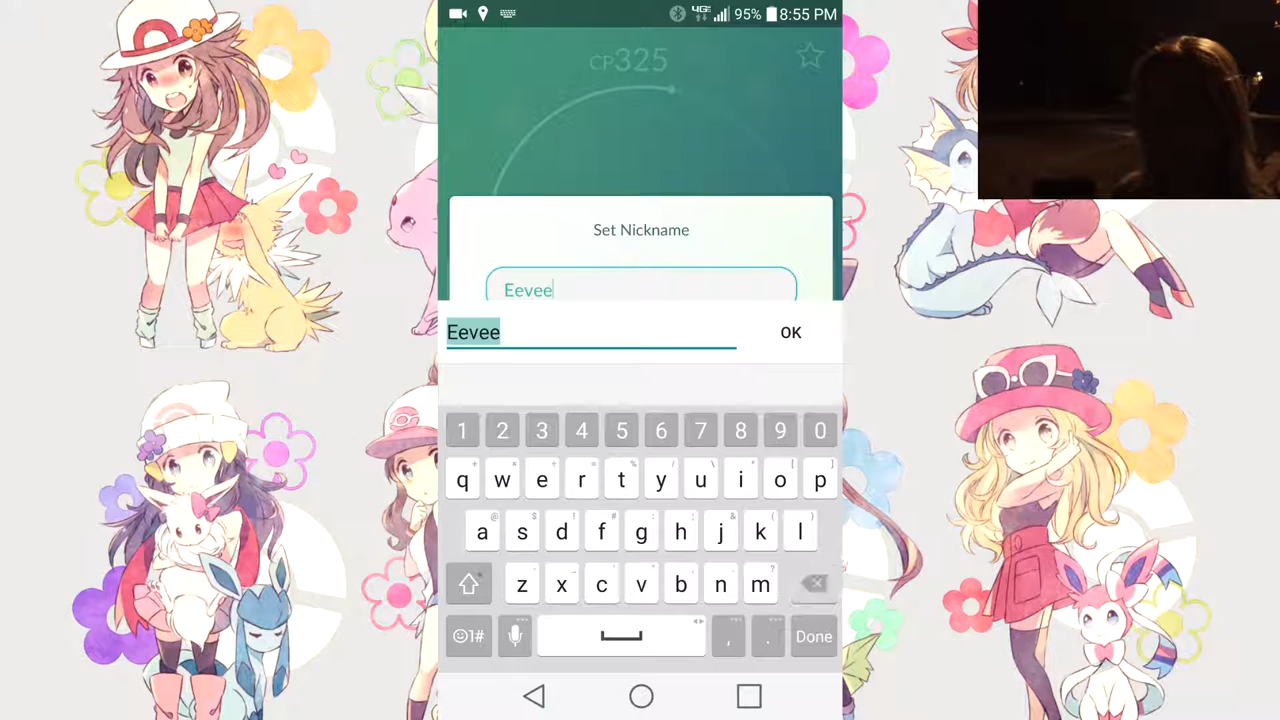 4G 95% 8:55 PM
CP325
Set Nickname
Eevee
Eevee OK
1 2 3 4 5 6 7 8 9 0
q w e r t y u i o p
a s d f g h j k l
z x c v b n m
1# , . Done